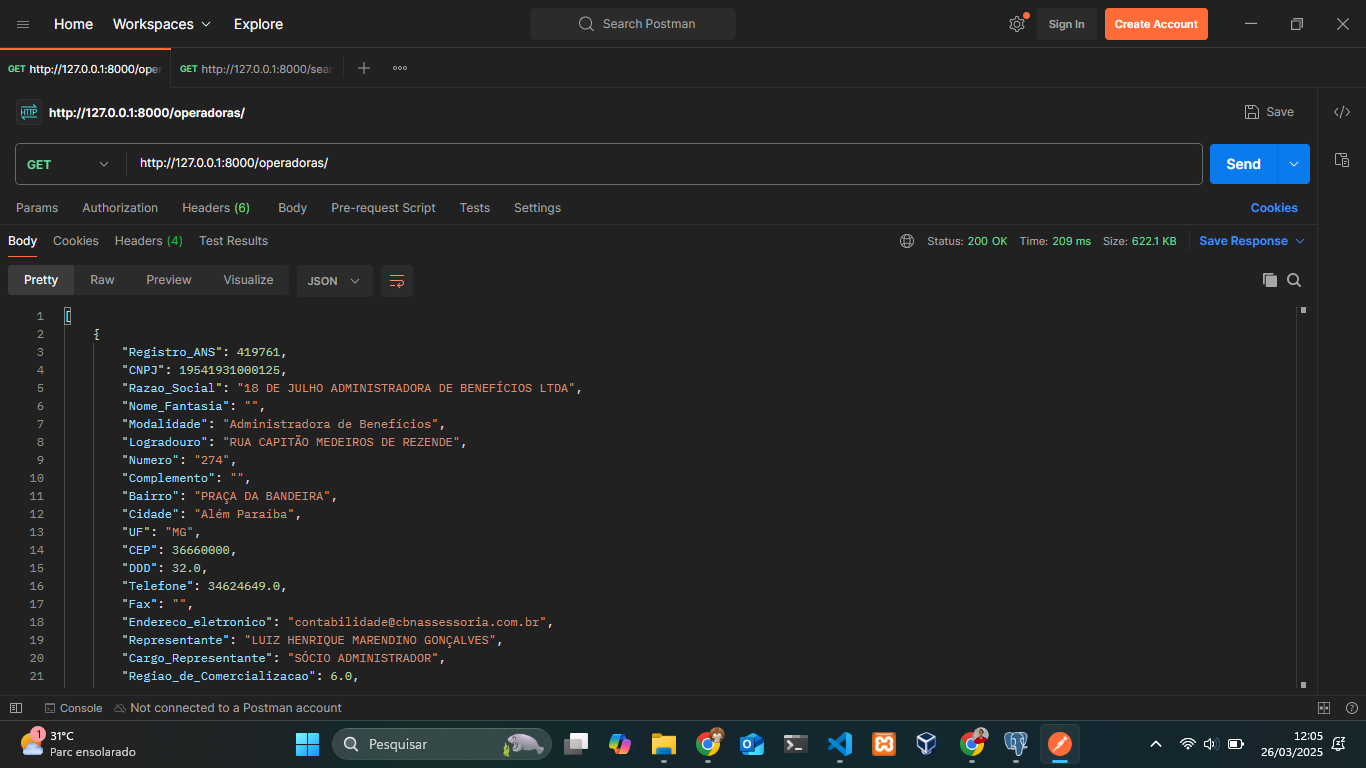 Home Workspaces Explore Search Postman Sign In Create Account
GET http://127.0.0.1:8000/oper GET http://127.0.0.1:8000/sear
HTTP http://127.0.0.1:8000/operadoras/ Save
GET http://127.0.0.1:8000/operadoras/ Send
Params Authorization Headers (6) Body Pre-request Script Tests Settings Cookies
Body Cookies Headers (4) Test Results Status: 200 OK Time: 209 ms Size: 622.1 KB Save Response
Pretty Raw Preview Visualize JSON
1 [
2 {
3 "Registro_ANS": 419761,
4 "CNPJ": 19541931000125,
5 "Razao_Social": "18 DE JULHO ADMINISTRADORA DE BENEFÍCIOS LTDA",
6 "Nome_Fantasia": "",
7 "Modalidade": "Administradora de Benefícios",
8 "Logradouro": "RUA CAPITÃO MEDEIROS DE REZENDE",
9 "Numero": "274",
10 "Complemento": "",
11 "Bairro": "PRAÇA DA BANDEIRA",
12 "Cidade": "Além Paraíba",
13 "UF": "MG",
14 "CEP": 36660000,
15 "DDD": 32.0,
16 "Telefone": 34624649.0,
17 "Fax": "",
18 "Endereco_eletronico": "contabilidade@cbnassessoria.com.br",
19 "Representante": "LUIZ HENRIQUE MARENDINO GONÇALVES",
20 "Cargo_Representante": "SÓCIO ADMINISTRADOR",
21 "Regiao_de_Comercializacao": 6.0,
Console Not connected to a Postman account
1 31°C
Parc ensolarado
Pesquisar
12:05
26/03/2025